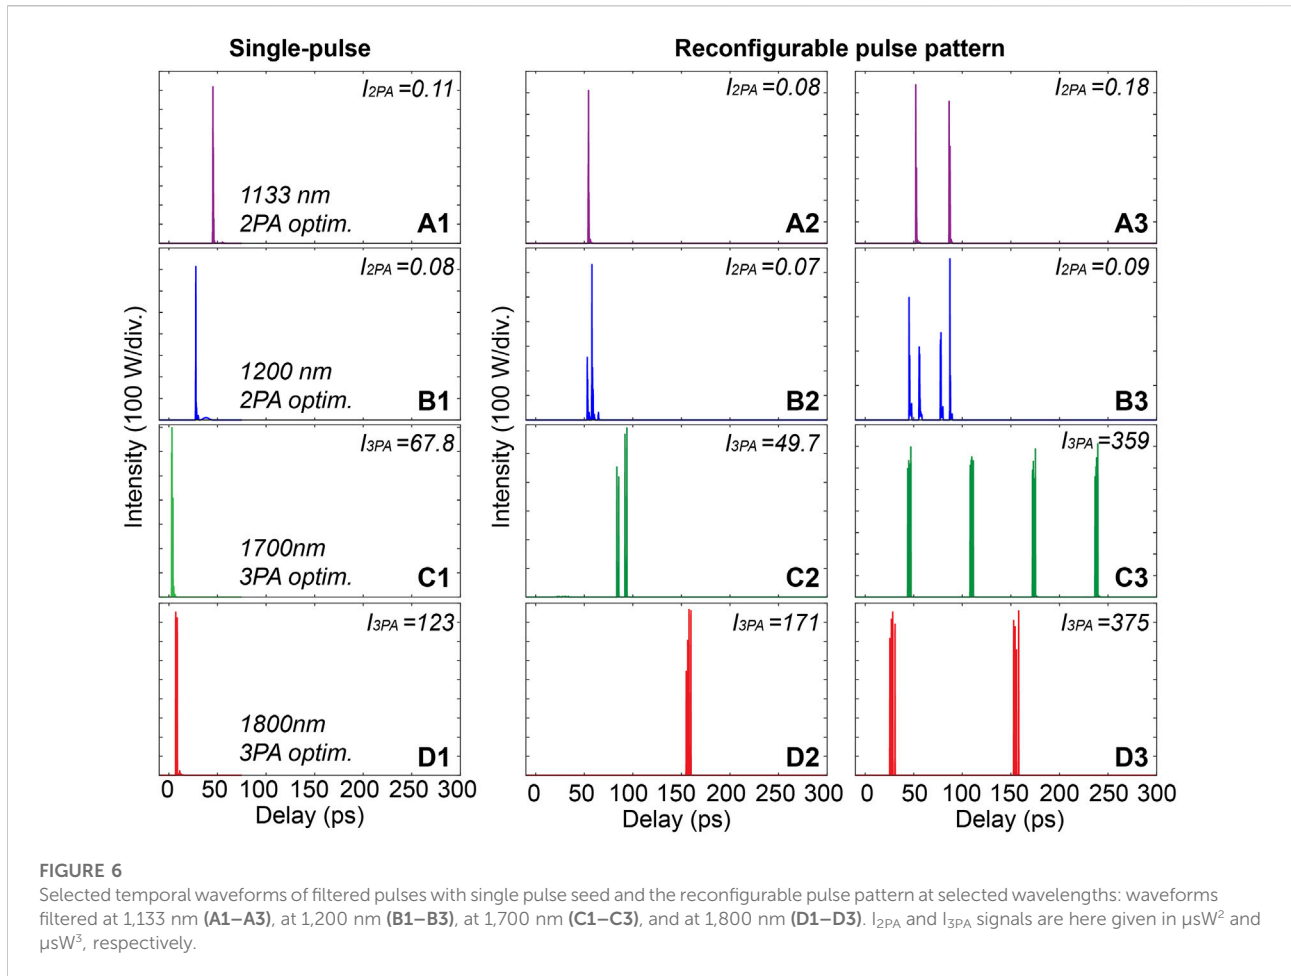 Single-pulse
Reconfigurable pulse pattern
I2PA =0.11
1133 nm
2PA optim.
A1
I2PA =0.08
A2
I2PA =0.18
A3
I2PA =0.08
1200 nm
2PA optim.
B1
I2PA =0.07
B2
I2PA =0.09
B3
Intensity (100 W/div.)
Intensity (100 W/div.)
I3PA =67.8
1700nm
3PA optim.
C1
I3PA =49.7
C2
I3PA =359
C3
I3PA =123
1800nm
3PA optim.
D1
I3PA =171
D2
I3PA =375
D3
0 50 100 150 200 250 300
0 50 100 150 200 250 300
0 50 100 150 200 250 300
Delay (ps)
Delay (ps)
Delay (ps)
FIGURE 6
Selected temporal waveforms of filtered pulses with single pulse seed and the reconfigurable pulse pattern at selected wavelengths: waveforms
filtered at 1,133 nm (A1–A3), at 1,200 nm (B1–B3), at 1,700 nm (C1–C3), and at 1,800 nm (D1–D3). I2PA and I3PA signals are here given in μsW² and
μsW³, respectively.